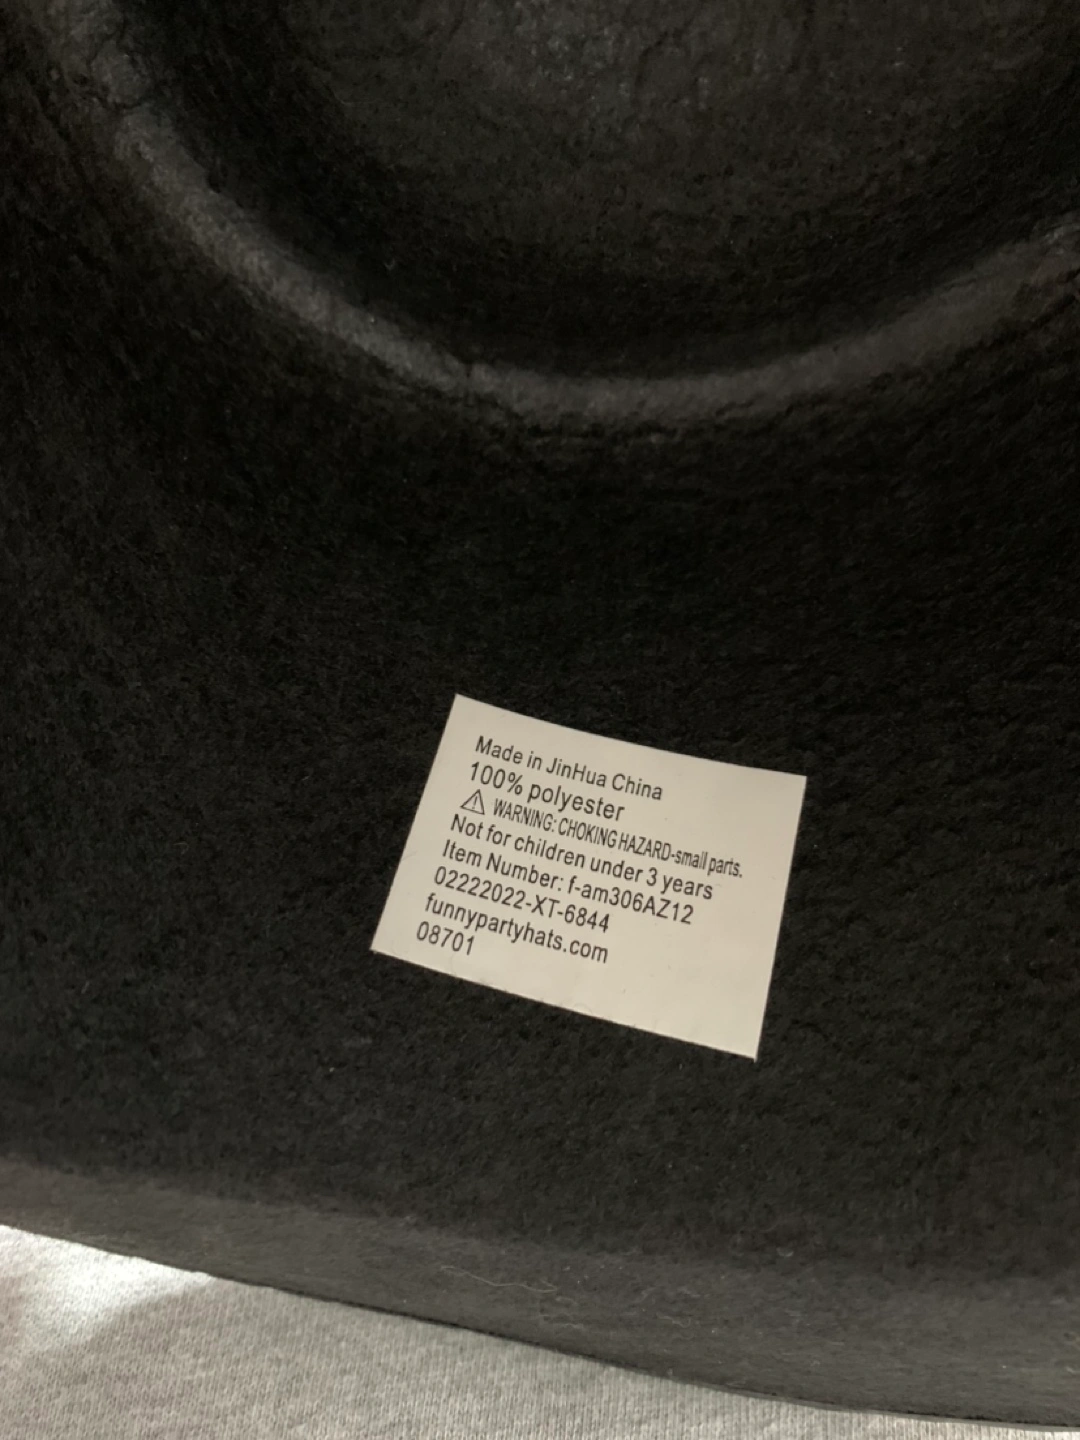 Made in JinHua China
100% polyester
⚠ WARNING: CHOKING HAZARD-small parts.
Not for children under 3 years
Item Number: f-am306AZ12
02222022-XT-6844
funnypartyhats.com
08701